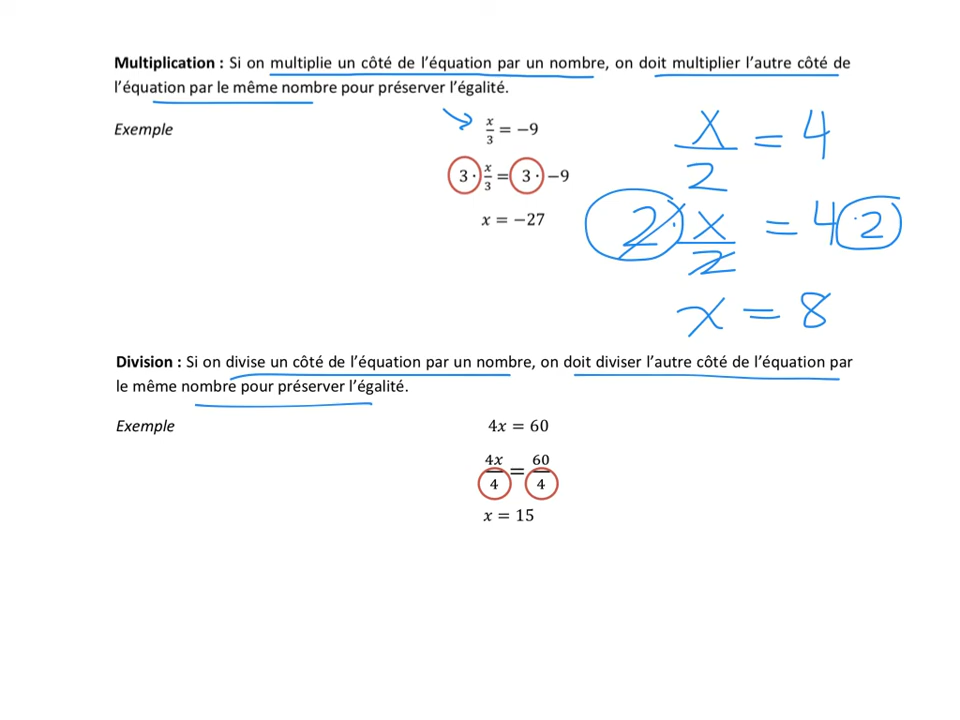 Multiplication : Si on multiplie un côté de l'équation par un nombre, on doit multiplier l'autre côté de
l'équation par le même nombre pour préserver l'égalité.
Exemple
x/3 = −9
3 · x/3 = 3 · −9
x = −27
x/2 = 4
2 · x/2 = 4 · 2
x = 8
Division : Si on divise un côté de l'équation par un nombre, on doit diviser l'autre côté de l'équation par
le même nombre pour préserver l'égalité.
Exemple
4x = 60
4x/4 = 60/4
x = 15